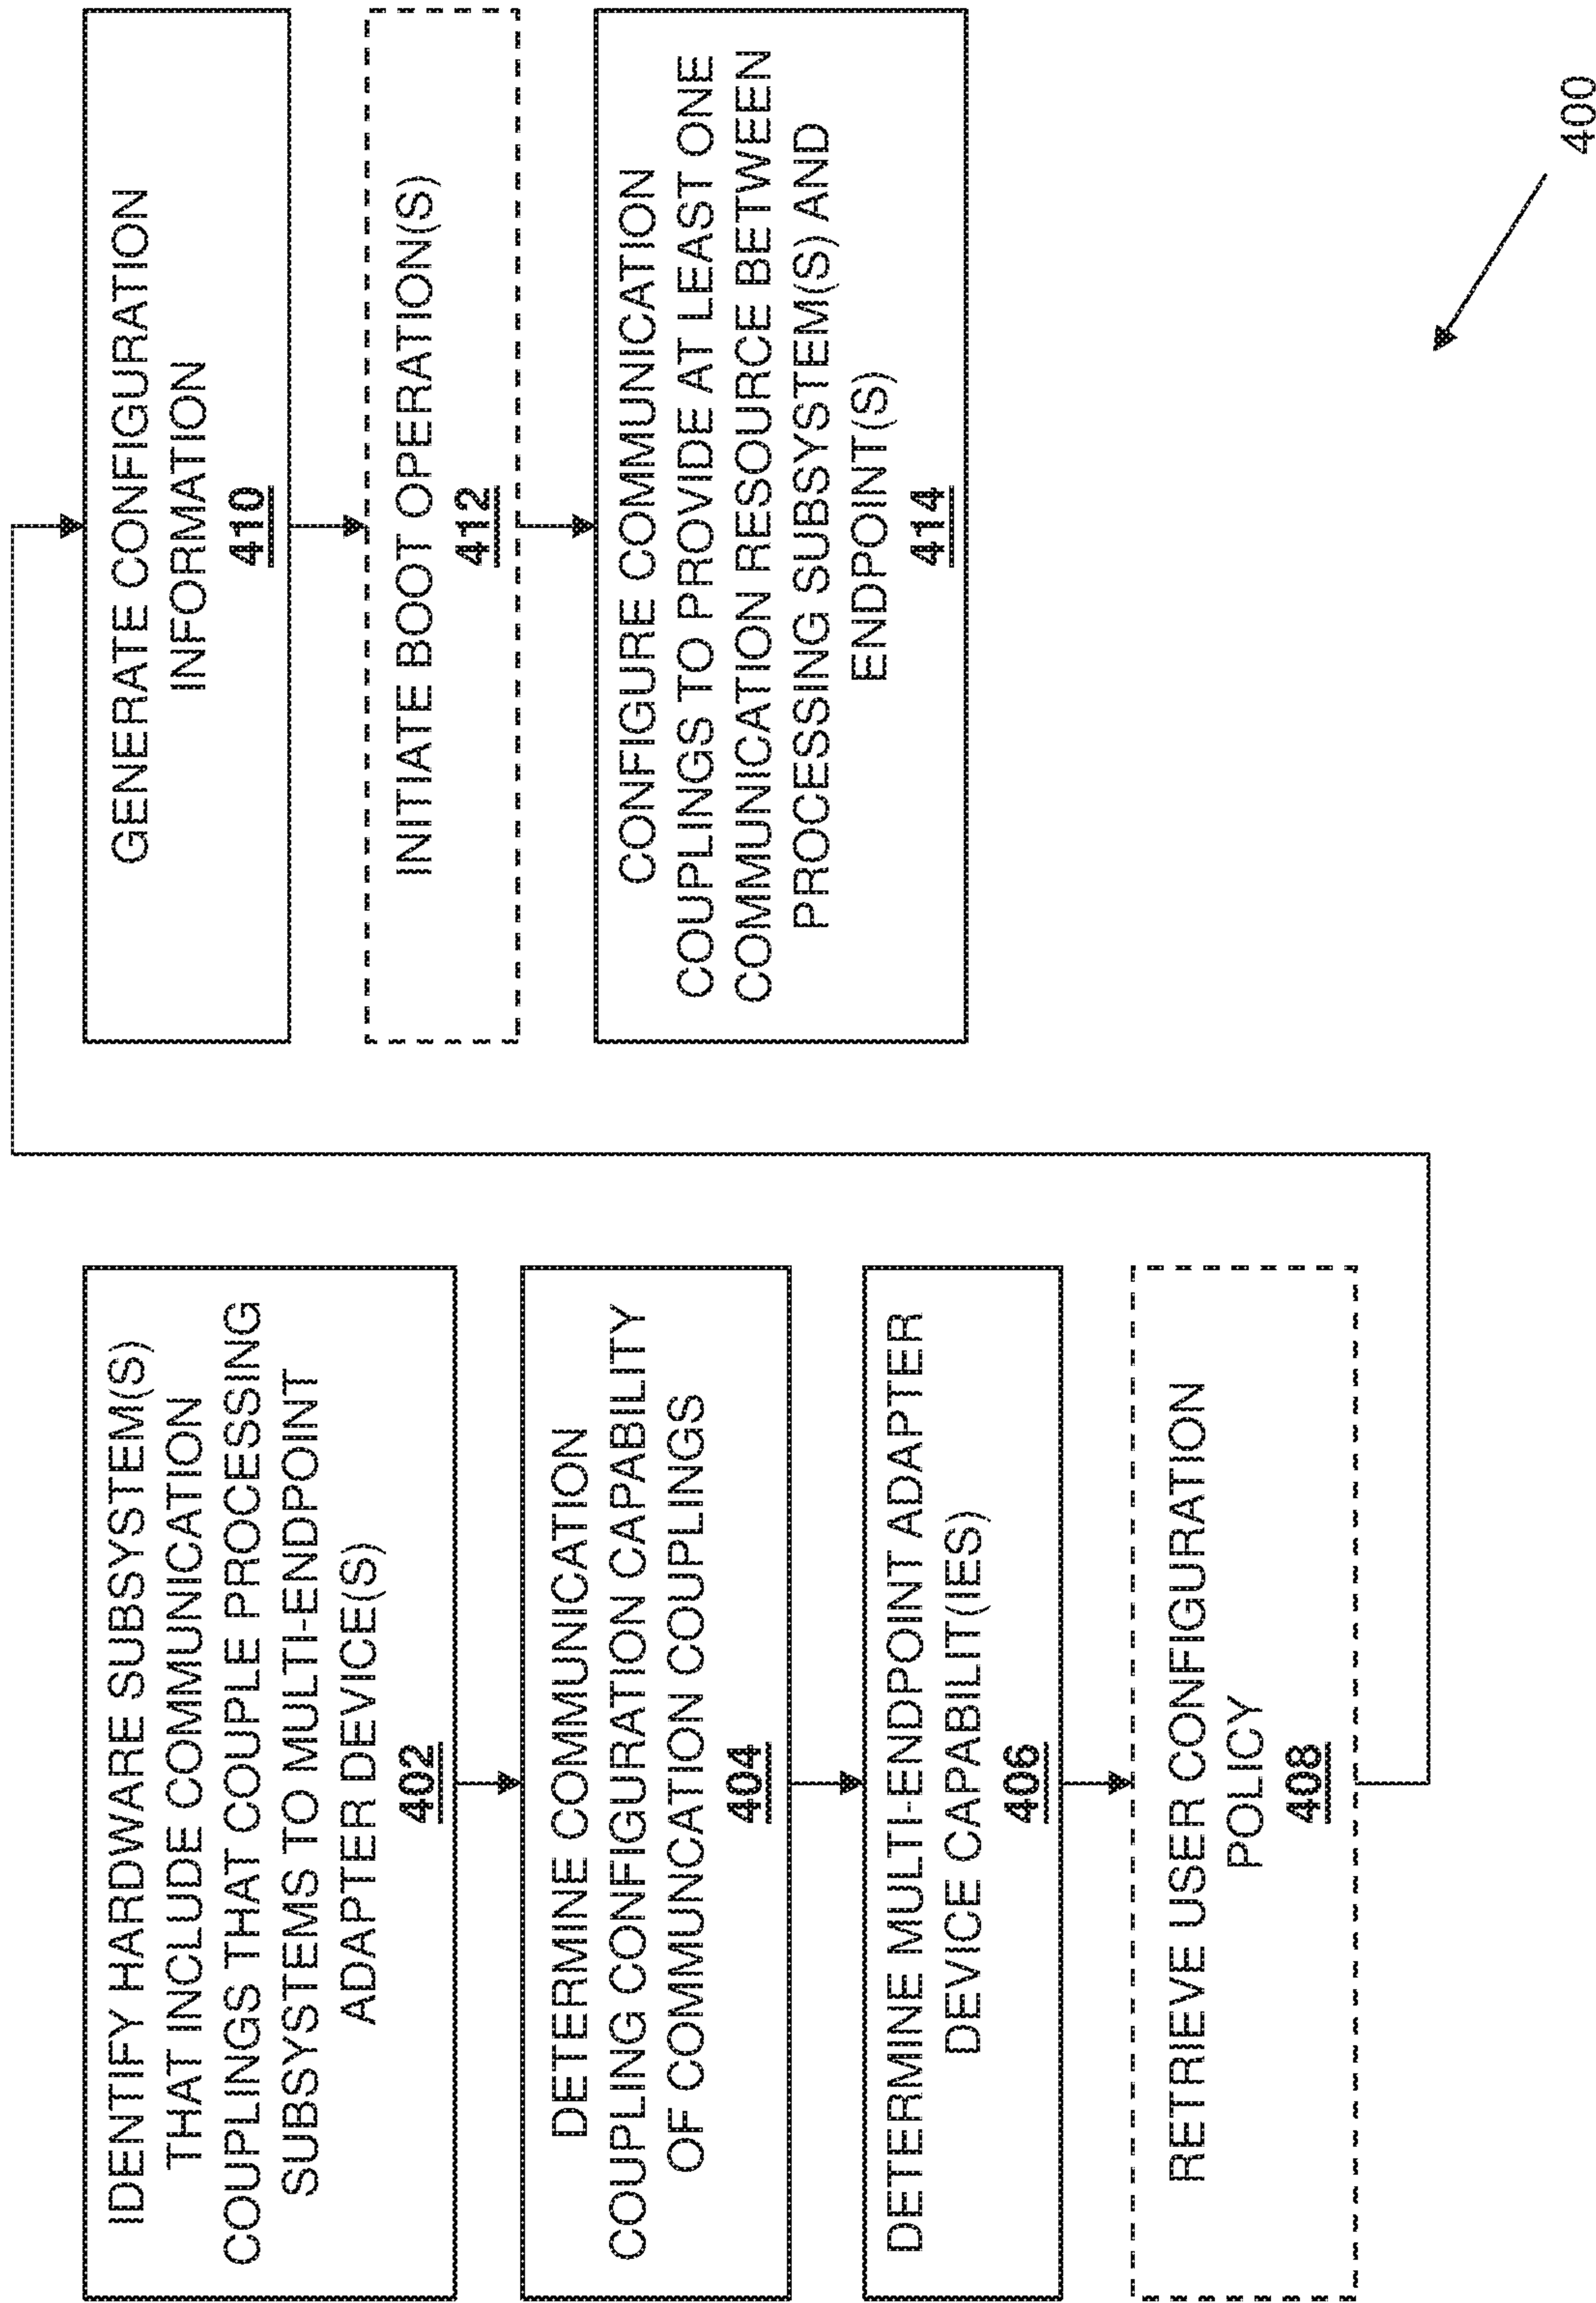 IDENTIFY HARDWARE SUBSYSTEM(S)
THAT INCLUDE COMMUNICATION
COUPLINGS THAT COUPLE PROCESSING
SUBSYSTEMS TO MULTI-ENDPOINT
ADAPTER DEVICE(S)
402
DETERMINE COMMUNICATION
COUPLING CONFIGURATION CAPABILITY
OF COMMUNCATION COUPLINGS
404
DETERMINE MULTI-ENDPOINT ADAPTER
DEVICE CAPABILIT(IES)
406
RETRIEVE USER CONFIGURATION
POLICY
408
GENERATE CONFIGURATION
INFORMATION
410
INITIATE BOOT OPERATION(S)
412
CONFIGURE COMMUNICATION
COUPLINGS TO PROVIDE AT LEAST ONE
COMMUNICATION RESOURCE BETWEEN
PROCESSING SUBSYSTEM(S) AND
ENDPOINT(S)
414
400